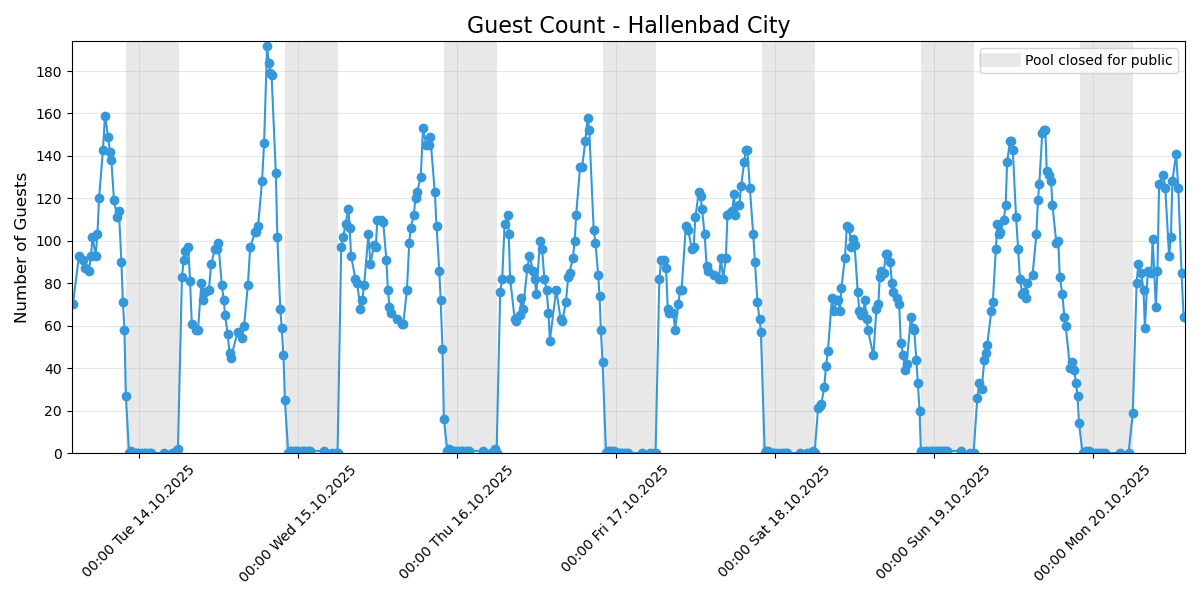 Guest Count - Hallenbad City
Pool closed for public
Number of Guests
180
160
140
120
100
80
60
40
20
0
00:00 Tue 14.10.2025
00:00 Wed 15.10.2025
00:00 Thu 16.10.2025
00:00 Fri 17.10.2025
00:00 Sat 18.10.2025
00:00 Sun 19.10.2025
00:00 Mon 20.10.2025